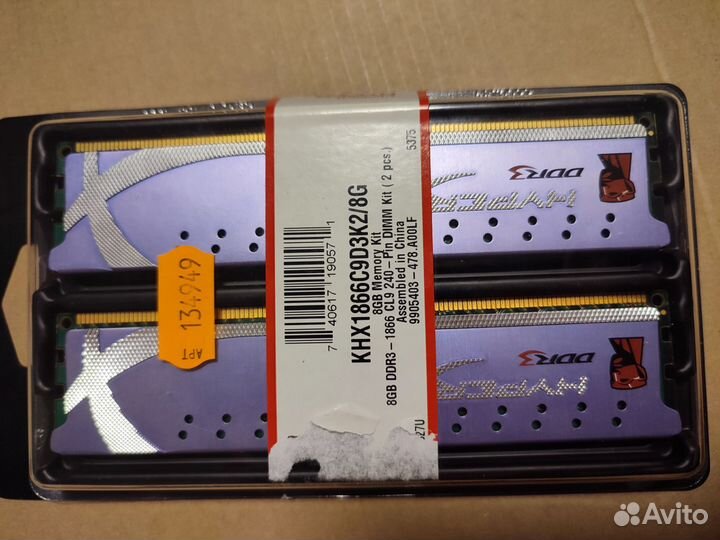 5375
7 40617 19057 1
KHX1866C9D3K2/8G
8GB Memory Kit
8GB DDR3-1866 CL9 240-Pin DIMM Kit (2 pcs.)
Assembled in China
9905403-478.A00LF
APT 134949
HYPERX
DDR3
HYPERX
DDR3
Avito